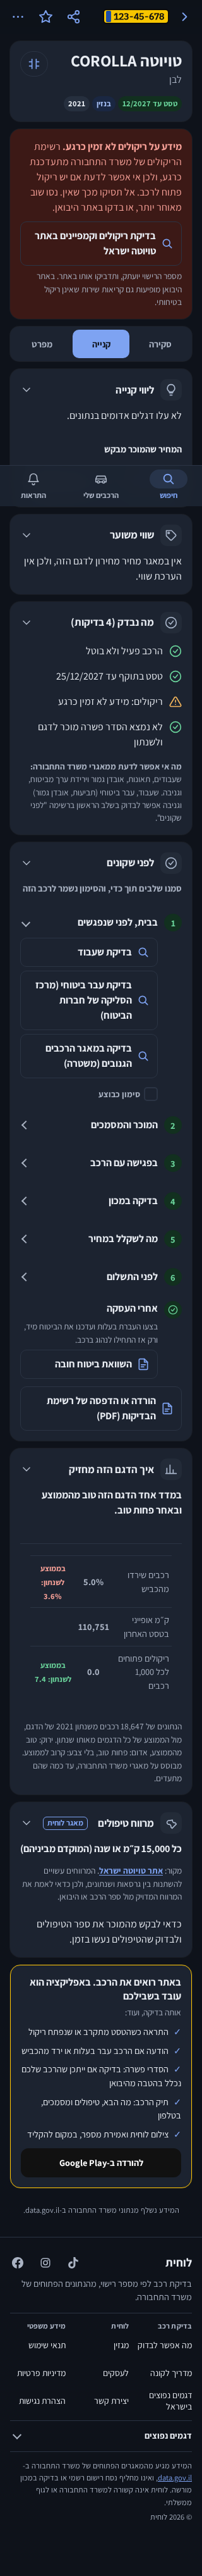 123-45-678
טויוטה COROLLA
לבן
טסט עד 12/2027
בנזין
2021
מידע על ריקולים לא זמין כרגע. רשימת
הריקולים של משרד התחבורה מתעדכנת
כרגע, ולכן אי אפשר לדעת אם יש ריקול
פתוח לרכב. אל תסיקו מכך שאין. נסו שוב
מאוחר יותר, או בדקו באתר היבואן.
בדיקת ריקולים וקמפיינים באתר
טויוטה ישראל
מספר הרישוי יועתק, ותדביקו אותו באתר. באתר
היבואן מופיעות גם קריאות שירות שאינן ריקול
בטיחותי.
סקירה
קנייה
מפרט
ליווי קנייה
לא עלו דגלים אדומים בנתונים.
המחיר שהמוכר מבקש
חיפוש
הרכבים שלי
התראות
שווי משוער
אין במאגר מחיר מחירון לדגם הזה, ולכן אין
הערכת שווי.
מה נבדק (4 בדיקות)
הרכב פעיל ולא בוטל
טסט בתוקף עד 25/12/2027
ריקולים: מידע לא זמין כרגע
לא נמצא הסדר פשרה מוכר לדגם
ולשנתון
מה אי אפשר לדעת ממאגרי משרד התחבורה:
שעבודים, תאונות, אובדן גמור וירידת ערך מביטוח,
וגניבה. שעבוד, עבר ביטוחי (תביעות, אובדן גמור)
וגניבה אפשר לבדוק בשלב הראשון ברשימה "לפני
שקונים".
לפני שקונים
סמנו שלבים תוך כדי, והסימון נשמר לרכב הזה
1
בבית, לפני שנפגשים
בדיקת שעבוד
בדיקת עבר ביטוחי (מרכז
הסליקה של חברות
הביטוח)
בדיקה במאגר הרכבים
הגנובים (משטרה)
סימון כבוצע
2
המוכר והמסמכים
3
בפגישה עם הרכב
4
בדיקה במכון
5
מה לשקלל במחיר
6
לפני התשלום
אחרי העסקה
בצעו העברת בעלות ועדכנו את הביטוח מיד,
ורק אז התחילו לנהוג ברכב.
השוואת ביטוח חובה
הורדה או הדפסה של רשימת
הבדיקות (PDF)
איך הדגם הזה מחזיק
במדד אחד הדגם הזה טוב מהממוצע
ובאחר פחות טוב.
רכבים שירדו
מהכביש
5.0%
בממוצע
לשנתון:
3.6%
ק״מ אופייני
בטסט האחרון
110,751
ריקולים פתוחים
לכל 1,000
רכבים
0.0
בממוצע
לשנתון: 7.4
הנתונים של 18,647 רכבים משנתון 2021 של הדגם,
מול הממוצע של כל הדגמים מאותו שנתון. ירוק: טוב
מהממוצע, אדום: פחות טוב, בלי צבע: קרוב לממוצע.
מבוסס על מאגרי משרד התחבורה, עד כמה שהם
מתעדים.
מרווח טיפולים
מאגר לוחית
כל 15,000 ק״מ או שנה (המוקדם מביניהם)
מקור: אתר טויוטה ישראל. המרווחים עשויים
להשתנות בין גרסאות ושנתונים, ולכן כדאי לאמת את
המרווח המדויק מול ספר הרכב או היבואן.
כדאי לבקש מהמוכר את ספר הטיפולים
ולבדוק שהטיפולים נעשו בזמן.
באתר רואים את הרכב. באפליקציה הוא
עובד בשבילכם
אותה בדיקה, ועוד:
✓ התראה כשהטסט מתקרב או שנפתח ריקול
✓ הודעה אם הרכב עבר בעלות או ירד מהכביש
✓ הסדרי פשרה: בדיקה אם ייתכן שהרכב שלכם
נכלל בהטבה מהיבואן
✓ תיק הרכב: מה הבא, טיפולים ומסמכים,
בטלפון
✓ צילום לוחית ואמירת מספר, במקום להקליד
להורדה ב-Google Play
המידע נשלף מנתוני משרד התחבורה ב-data.gov.il.
לוחית
בדיקת רכב לפי מספר רישוי, מהנתונים הפתוחים של
משרד התחבורה.
בדיקת רכב
לוחית
מידע משפטי
מה אפשר לבדוק
מגזין
תנאי שימוש
מדריך לקונה
לעסקים
מדיניות פרטיות
דגמים נפוצים
בישראל
יצירת קשר
הצהרת נגישות
דגמים נפוצים
המידע מגיע מהמאגרים הפתוחים של משרד התחבורה ב-
data.gov.il, ואינו מחליף נסח רישום רשמי או בדיקה במכון
מורשה. לוחית אינה קשורה למשרד התחבורה או לגוף
ממשלתי.
© 2026 לוחית